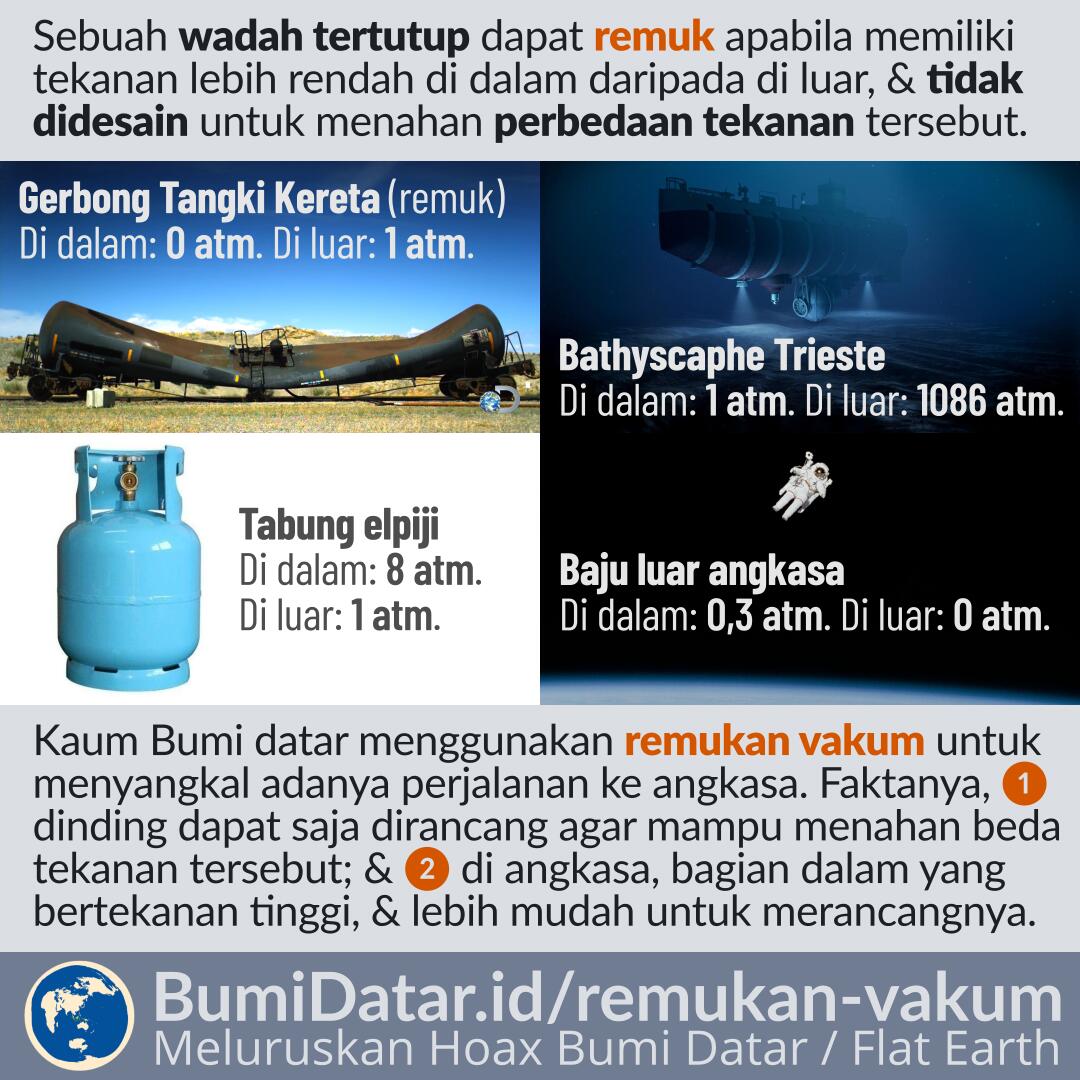 Sebuah wadah tertutup dapat remuk apabila memiliki
tekanan lebih rendah di dalam daripada di luar, & tidak
didesain untuk menahan perbedaan tekanan tersebut.
Gerbong Tangki Kereta (remuk)
Di dalam: 0 atm. Di luar: 1 atm.
Bathyscaphe Trieste
Di dalam: 1 atm. Di luar: 1086 atm.
Tabung elpiji
Di dalam: 8 atm.
Di luar: 1 atm.
Baju luar angkasa
Di dalam: 0,3 atm. Di luar: 0 atm.
Kaum Bumi datar menggunakan remukan vakum untuk
menyangkal adanya perjalanan ke angkasa. Faktanya, 1
dinding dapat saja dirancang agar mampu menahan beda
tekanan tersebut; & 2 di angkasa, bagian dalam yang
bertekanan tinggi, & lebih mudah untuk merancangnya.
BumiDatar.id/remukan-vakum
Meluruskan Hoax Bumi Datar / Flat Earth